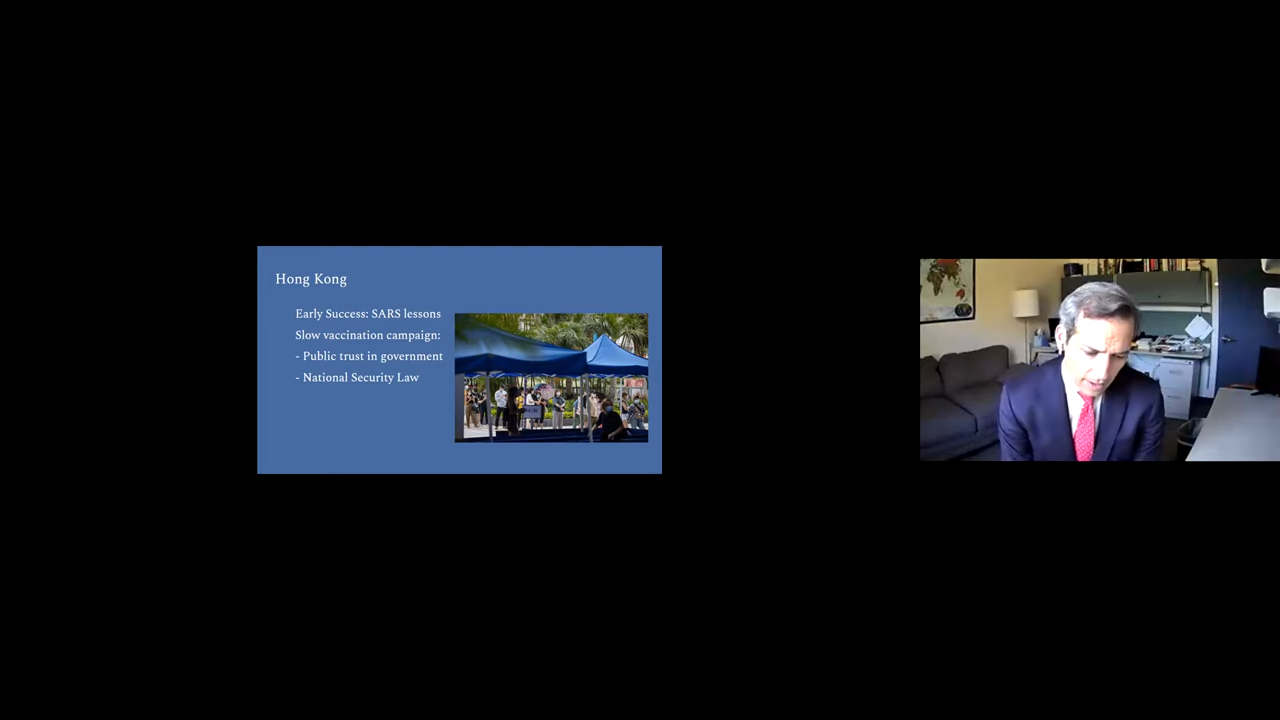 Hong Kong
Early Success: SARS lessons
Slow vaccination campaign:
- Public trust in government
- National Security Law